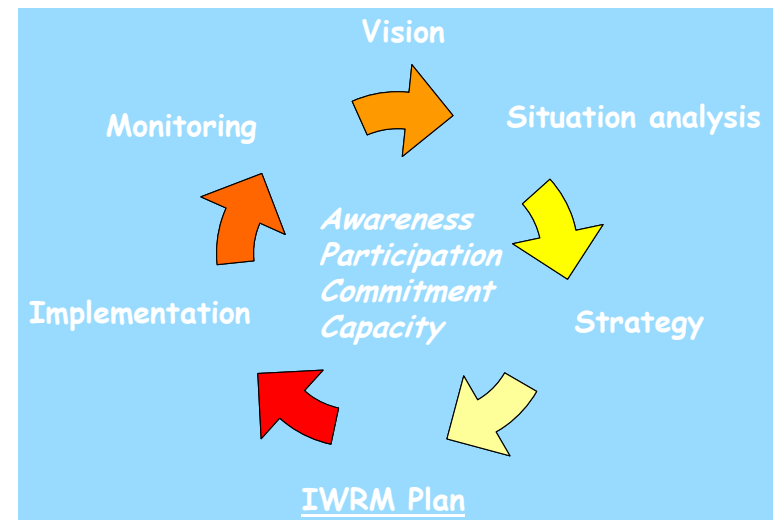 Vision
Situation analysis
Monitoring
Awareness
Participation
Commitment
Capacity
Implementation
Strategy
IWRM Plan